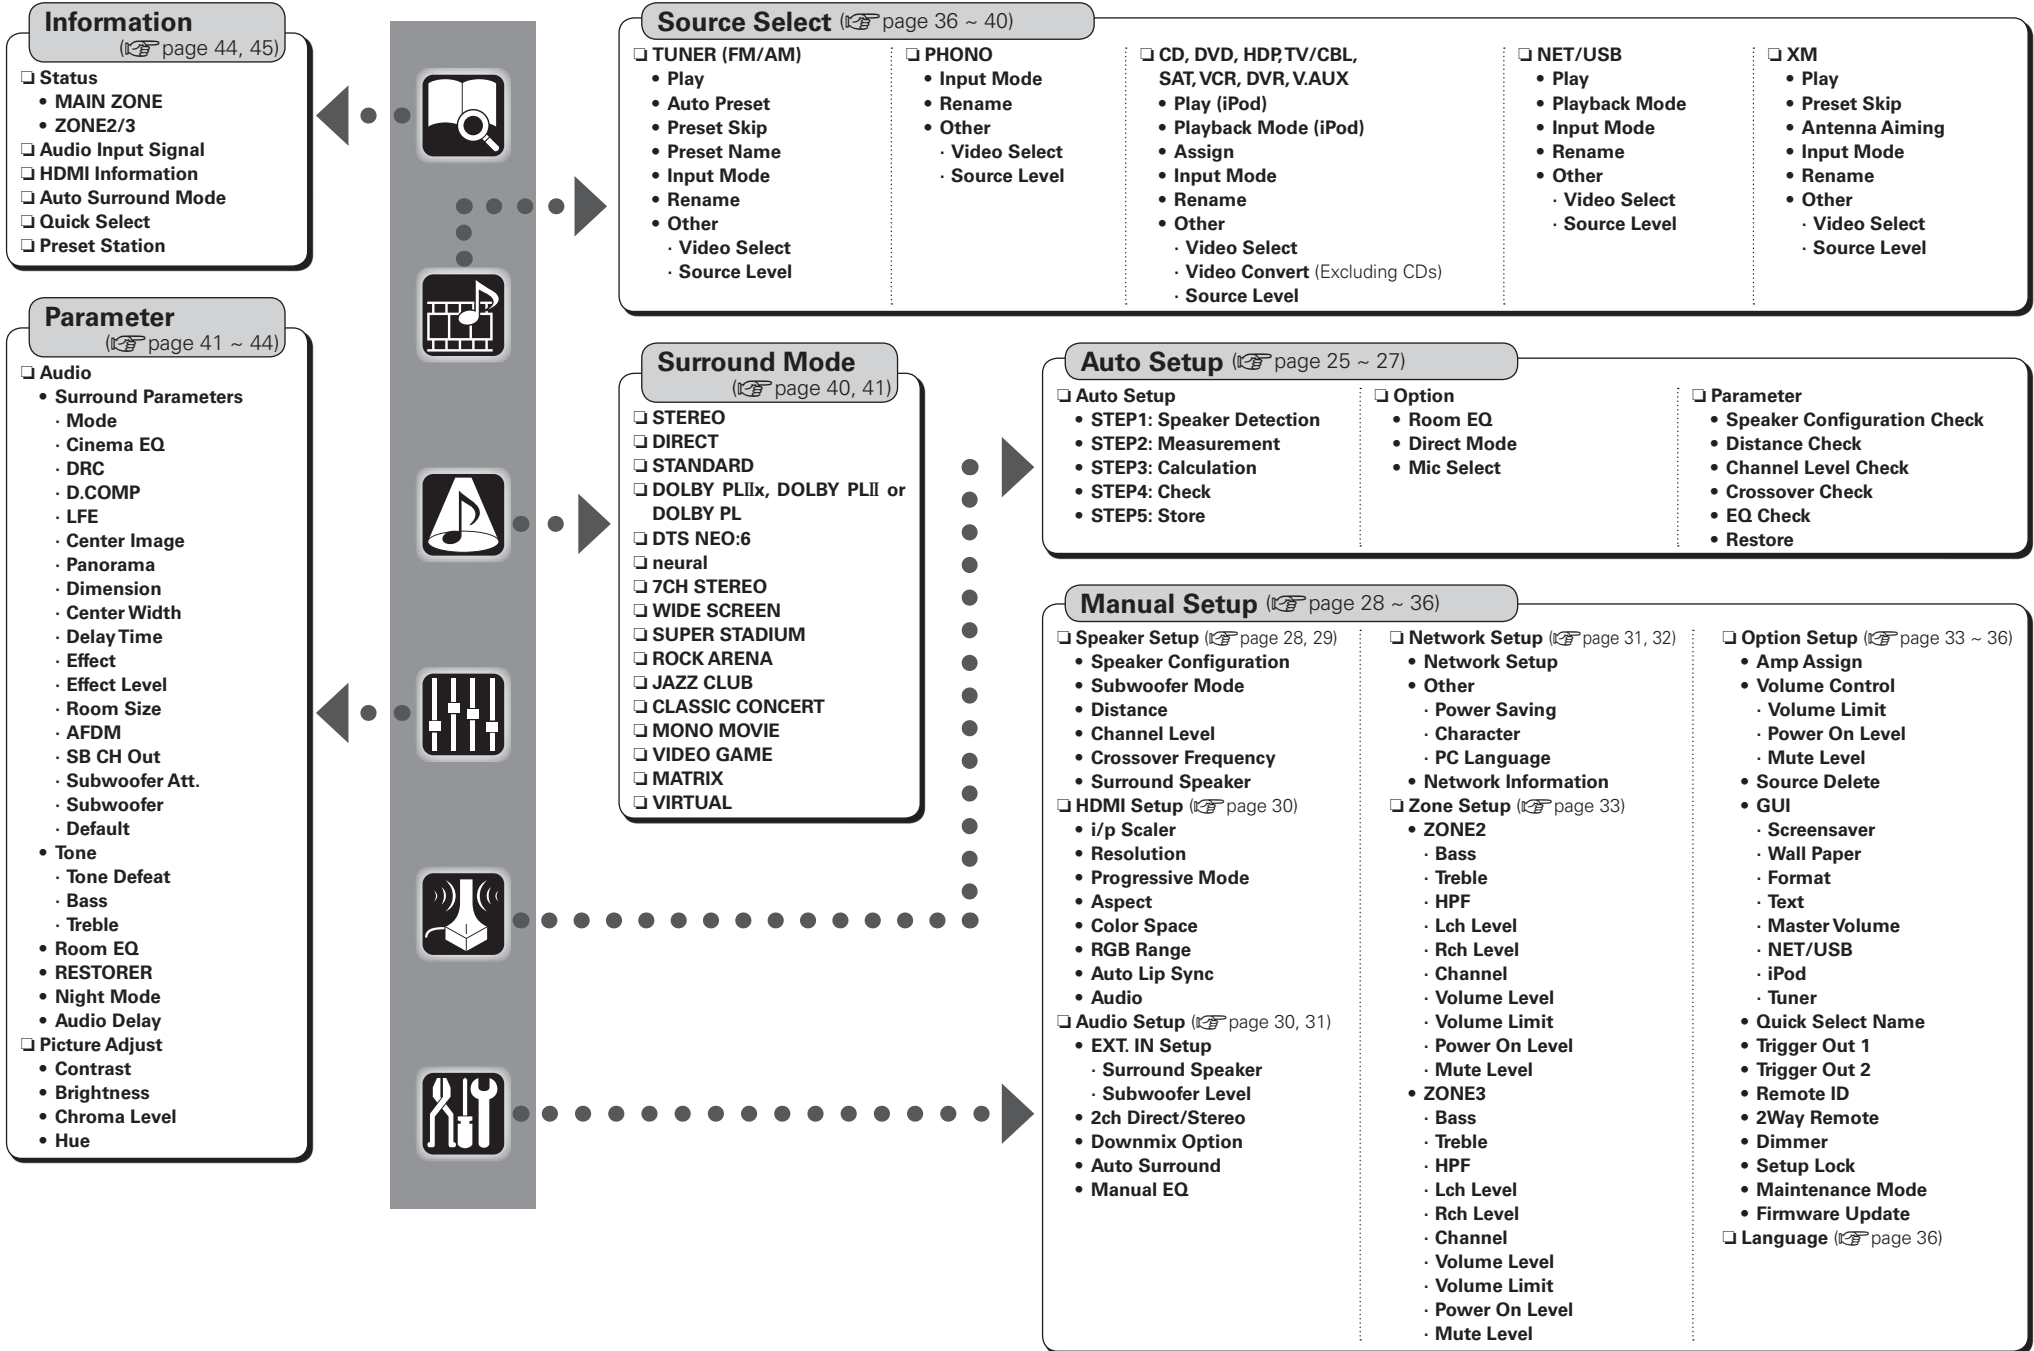 Information
(☞page 44, 45)
❏ Status
• MAIN ZONE
• ZONE2/3
❏ Audio Input Signal
❏ HDMI Information
❏ Auto Surround Mode
❏ Quick Select
❏ Preset Station
Parameter
(☞page 41 ~ 44)
❏ Audio
• Surround Parameters
· Mode
· Cinema EQ
· DRC
· D.COMP
· LFE
· Center Image
· Panorama
· Dimension
· Center Width
· Delay Time
· Effect
· Effect Level
· Room Size
· AFDM
· SB CH Out
· Subwoofer Att.
· Subwoofer
· Default
• Tone
· Tone Defeat
· Bass
· Treble
• Room EQ
• RESTORER
• Night Mode
• Audio Delay
❏ Picture Adjust
• Contrast
• Brightness
• Chroma Level
• Hue
Source Select (☞page 36 ~ 40)
❏ TUNER (FM/AM)
• Play
• Auto Preset
• Preset Skip
• Preset Name
• Input Mode
• Rename
• Other
· Video Select
· Source Level
❏ PHONO
• Input Mode
• Rename
• Other
· Video Select
· Source Level
❏ CD, DVD, HDP, TV/CBL,
SAT, VCR, DVR, V.AUX
• Play (iPod)
• Playback Mode (iPod)
• Assign
• Input Mode
• Rename
• Other
· Video Select
· Video Convert (Excluding CDs)
· Source Level
❏ NET/USB
• Play
• Playback Mode
• Input Mode
• Rename
• Other
· Video Select
· Source Level
❏ XM
• Play
• Preset Skip
• Antenna Aiming
• Input Mode
• Rename
• Other
· Video Select
· Source Level
Surround Mode
(☞page 40, 41)
❏ STEREO
❏ DIRECT
❏ STANDARD
❏ DOLBY PLⅡx, DOLBY PLⅡ or
DOLBY PL
❏ DTS NEO:6
❏ neural
❏ 7CH STEREO
❏ WIDE SCREEN
❏ SUPER STADIUM
❏ ROCK ARENA
❏ JAZZ CLUB
❏ CLASSIC CONCERT
❏ MONO MOVIE
❏ VIDEO GAME
❏ MATRIX
❏ VIRTUAL
Auto Setup (☞page 25 ~ 27)
❏ Auto Setup
• STEP1: Speaker Detection
• STEP2: Measurement
• STEP3: Calculation
• STEP4: Check
• STEP5: Store
❏ Option
• Room EQ
• Direct Mode
• Mic Select
❏ Parameter
• Speaker Configuration Check
• Distance Check
• Channel Level Check
• Crossover Check
• EQ Check
• Restore
Manual Setup (☞page 28 ~ 36)
❏ Speaker Setup (☞page 28, 29)
• Speaker Configuration
• Subwoofer Mode
• Distance
• Channel Level
• Crossover Frequency
• Surround Speaker
❏ HDMI Setup (☞page 30)
• i/p Scaler
• Resolution
• Progressive Mode
• Aspect
• Color Space
• RGB Range
• Auto Lip Sync
• Audio
❏ Audio Setup (☞page 30, 31)
• EXT. IN Setup
· Surround Speaker
· Subwoofer Level
• 2ch Direct/Stereo
• Downmix Option
• Auto Surround
• Manual EQ
❏ Network Setup (☞page 31, 32)
• Network Setup
• Other
· Power Saving
· Character
· PC Language
• Network Information
❏ Zone Setup (☞page 33)
• ZONE2
· Bass
· Treble
· HPF
· Lch Level
· Rch Level
· Channel
· Volume Level
· Volume Limit
· Power On Level
· Mute Level
• ZONE3
· Bass
· Treble
· HPF
· Lch Level
· Rch Level
· Channel
· Volume Level
· Volume Limit
· Power On Level
· Mute Level
❏ Option Setup (☞page 33 ~ 36)
• Amp Assign
• Volume Control
· Volume Limit
· Power On Level
· Mute Level
• Source Delete
• GUI
· Screensaver
· Wall Paper
· Format
· Text
· Master Volume
· NET/USB
· iPod
· Tuner
• Quick Select Name
• Trigger Out 1
• Trigger Out 2
• Remote ID
• 2Way Remote
• Dimmer
• Setup Lock
• Maintenance Mode
• Firmware Update
❏ Language (☞page 36)